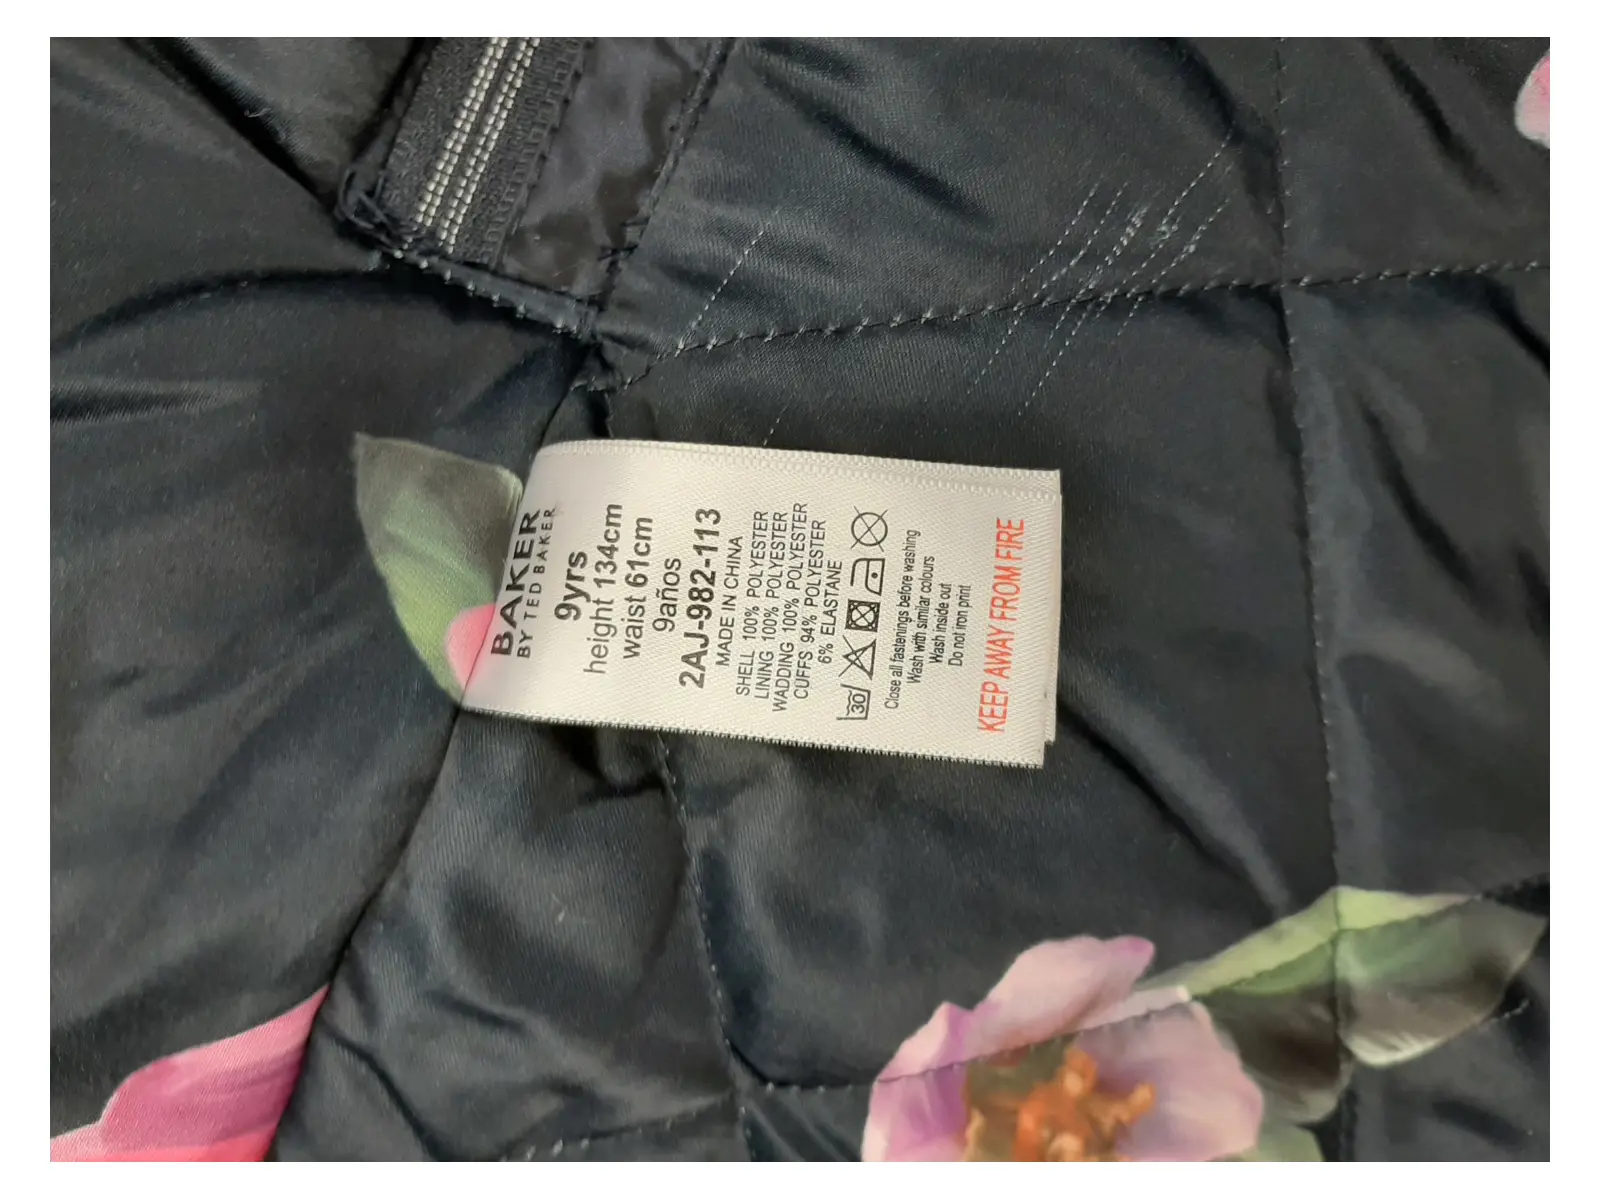 BAKER
BY TED BAKER
9yrs
height 134cm
waist 61cm
9años
2AJ-982-113
MADE IN CHINA
SHELL 100% POLYESTER
LINING 100% POLYESTER
WADDING 100% POLYESTER
CUFFS 94% POLYESTER
6% ELASTANE
30
Close all fastenings before washing
Wash with similar colours
Wash inside out
Do not iron print
KEEP AWAY FROM FIRE